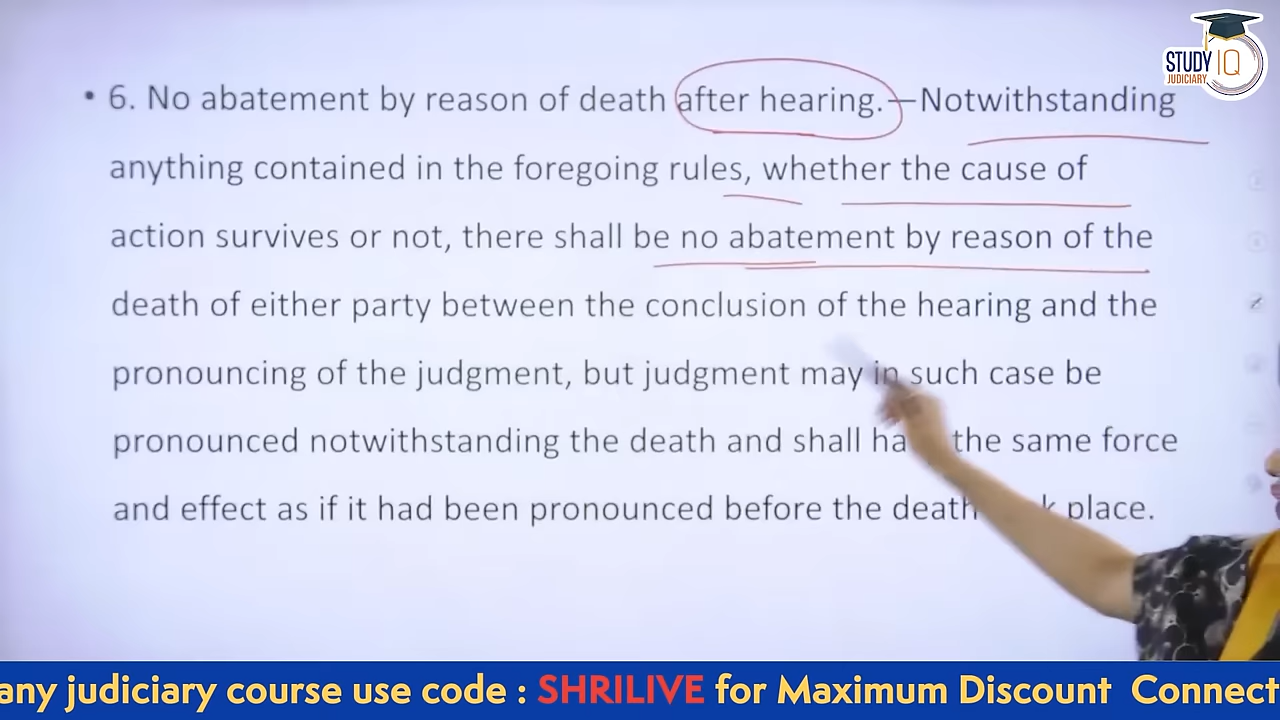 STUDY IQ
JUDICIARY
• 6. No abatement by reason of death after hearing.—Notwithstanding
anything contained in the foregoing rules, whether the cause of
action survives or not, there shall be no abatement by reason of the
death of either party between the conclusion of the hearing and the
pronouncing of the judgment, but judgment may in such case be
pronounced notwithstanding the death and shall ha the same force
and effect as if it had been pronounced before the death place.
any judiciary course use code : SHRILIVE for Maximum Discount Connect